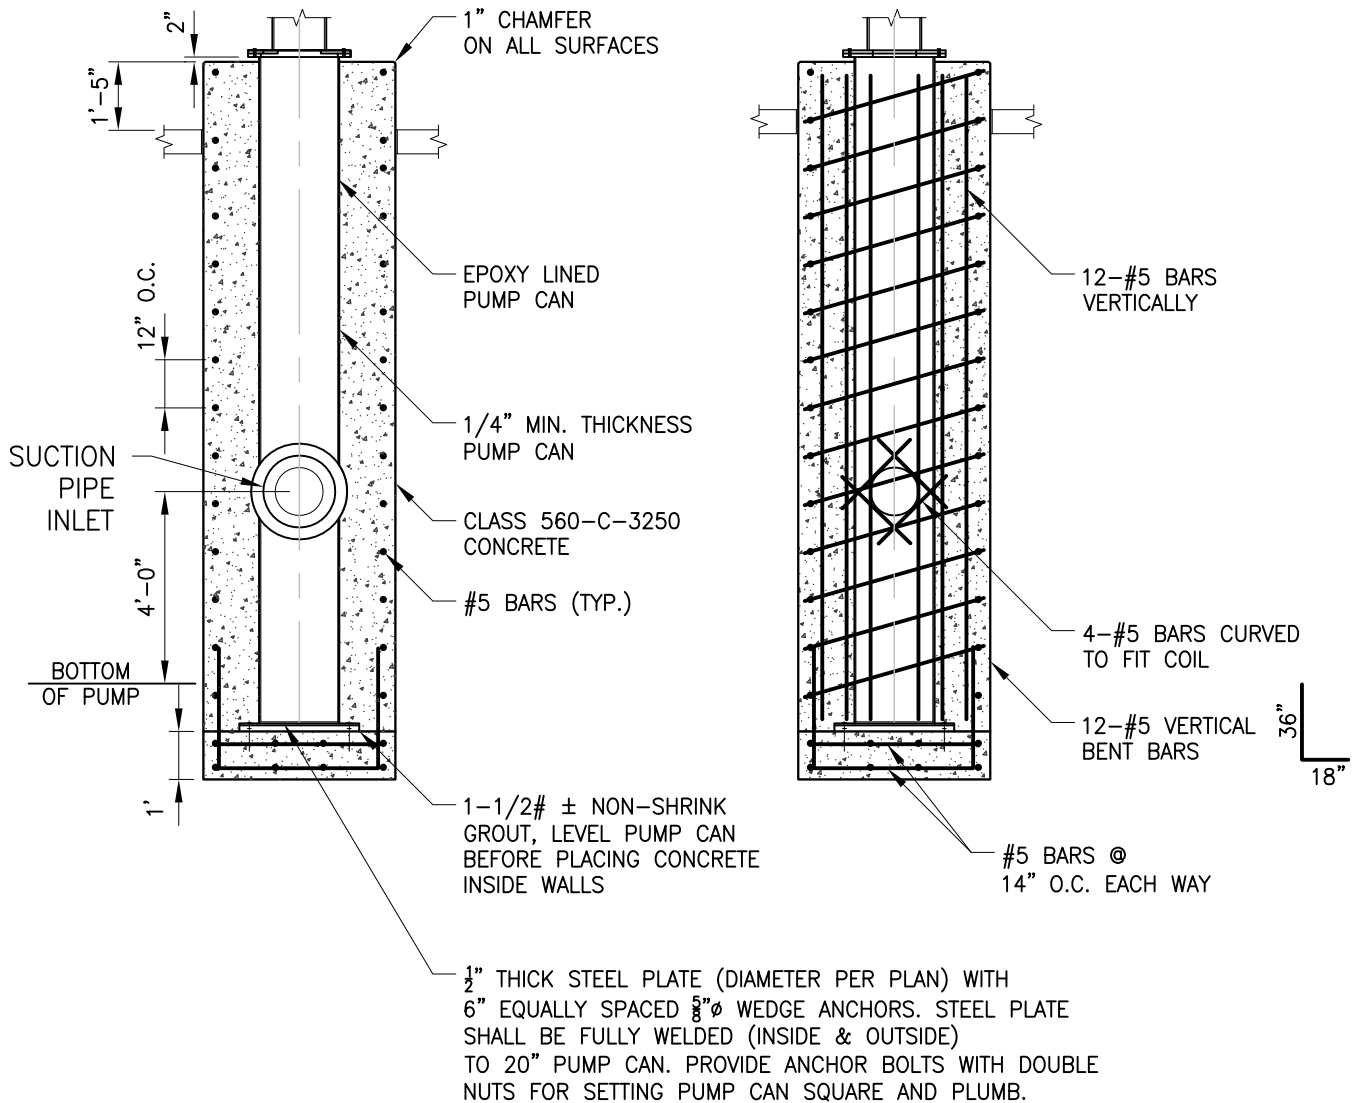 2"
1" CHAMFER
ON ALL SURFACES
1'-5"
EPOXY LINED
PUMP CAN
12" O.C.
1/4" MIN. THICKNESS
PUMP CAN
SUCTION
PIPE
INLET
CLASS 560-C-3250
CONCRETE
4'-0"
#5 BARS (TYP.)
BOTTOM
OF PUMP
1'
1-1/2# ± NON-SHRINK
GROUT, LEVEL PUMP CAN
BEFORE PLACING CONCRETE
INSIDE WALLS
1/2" THICK STEEL PLATE (DIAMETER PER PLAN) WITH
6" EQUALLY SPACED 5/8"ø WEDGE ANCHORS. STEEL PLATE
SHALL BE FULLY WELDED (INSIDE & OUTSIDE)
TO 20" PUMP CAN. PROVIDE ANCHOR BOLTS WITH DOUBLE
NUTS FOR SETTING PUMP CAN SQUARE AND PLUMB.
12-#5 BARS
VERTICALLY
4-#5 BARS CURVED
TO FIT COIL
12-#5 VERTICAL
BENT BARS
36"
18"
#5 BARS @
14" O.C. EACH WAY